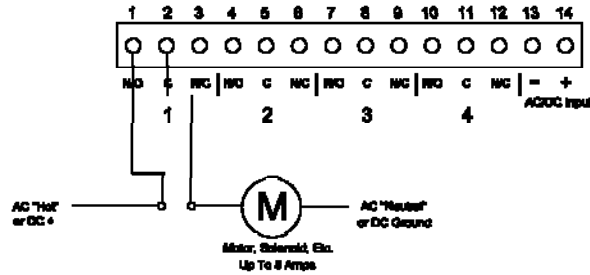 1 2 3 4 5 6 7 8 9 10 11 12 13 14
N/O C N/C N/O C N/C N/O C N/C N/O C N/C − +
1 2 3 4 AC/DC Input
AC "Hot"
or DC +
M
AC "Neutral"
or DC Ground
Motor, Solenoid, Etc.
Up To 8 Amps